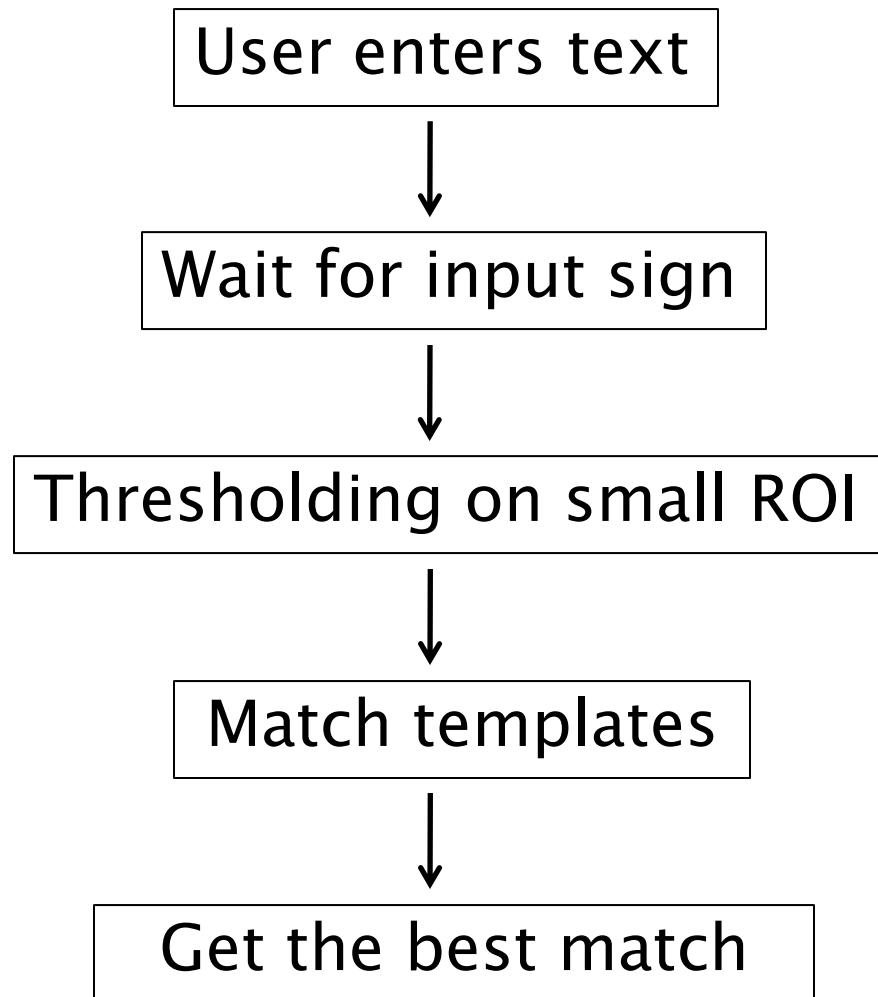 User enters text
Wait for input sign
Thresholding on small ROI
Match templates
Get the best match